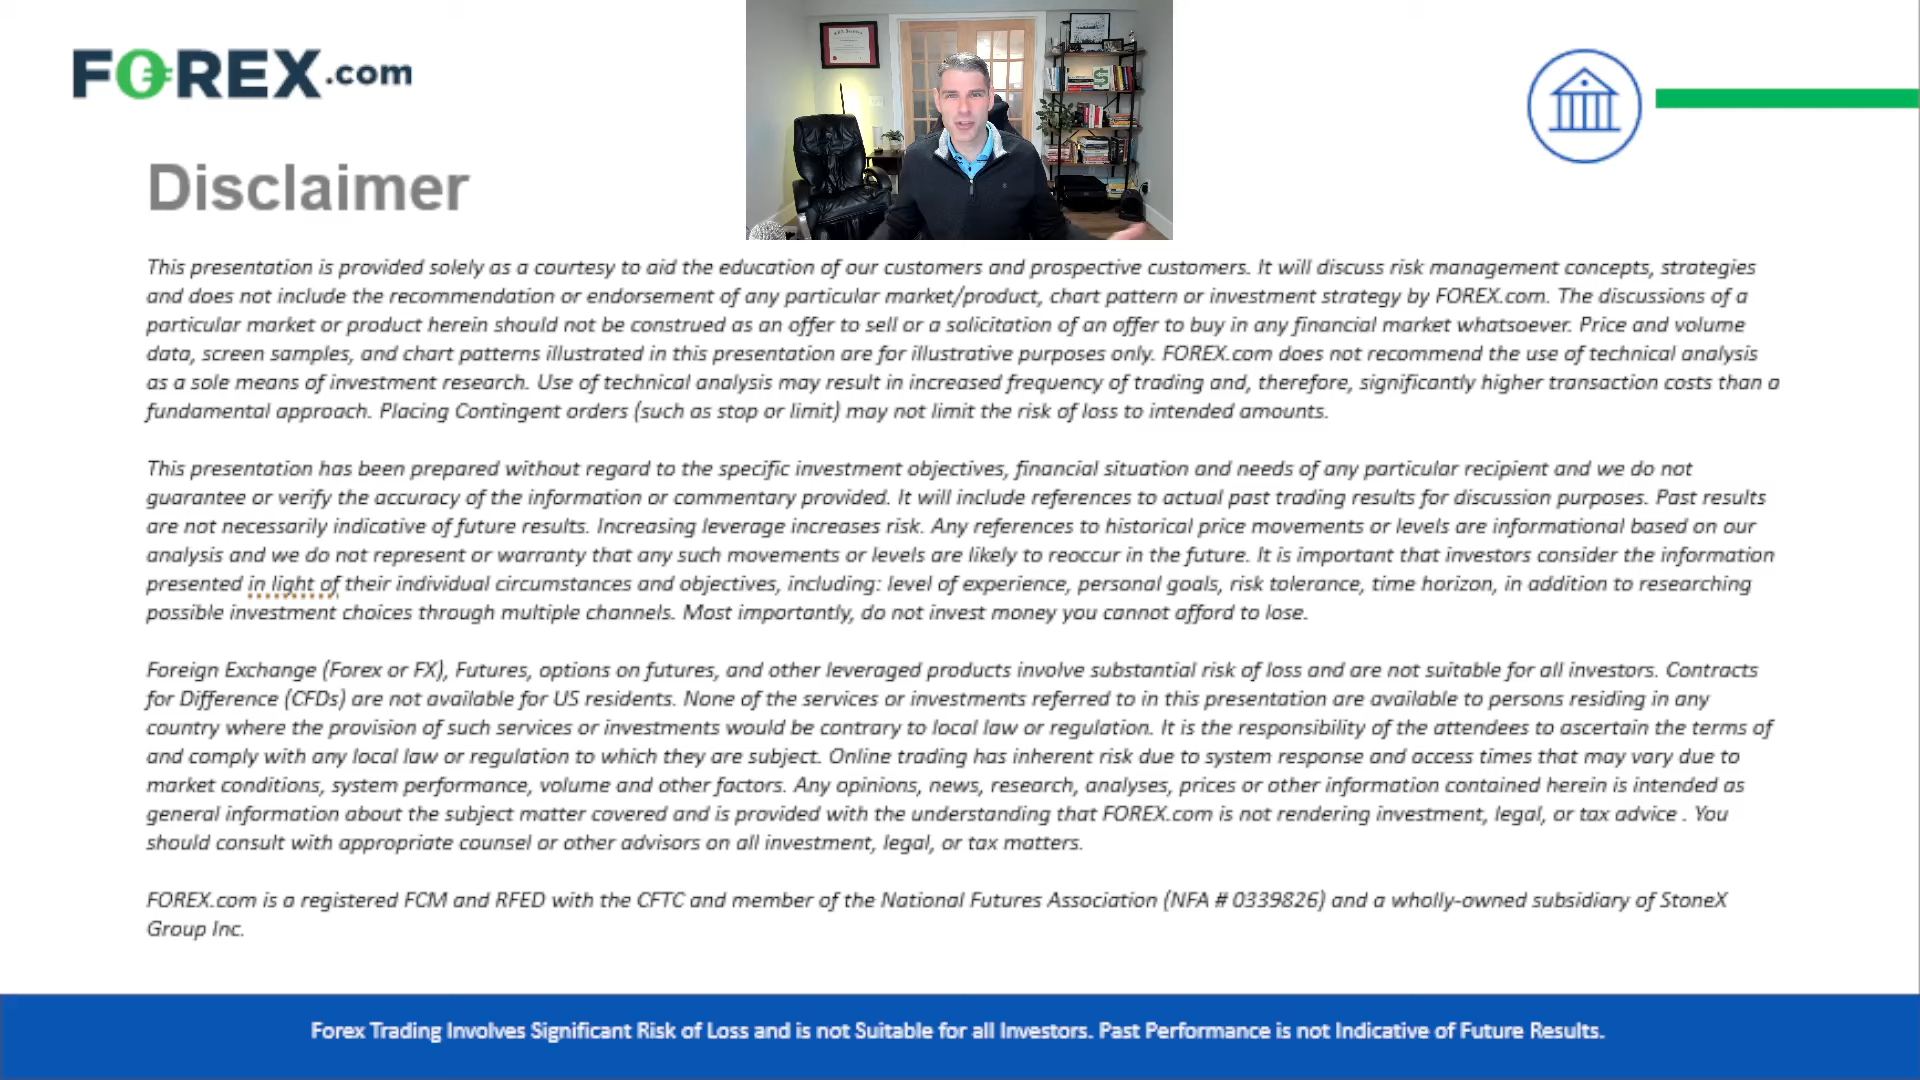 FOREX.com
Disclaimer
This presentation is provided solely as a courtesy to aid the education of our customers and prospective customers. It will discuss risk management concepts, strategies
and does not include the recommendation or endorsement of any particular market/product, chart pattern or investment strategy by FOREX.com. The discussions of a
particular market or product herein should not be construed as an offer to sell or a solicitation of an offer to buy in any financial market whatsoever. Price and volume
data, screen samples, and chart patterns illustrated in this presentation are for illustrative purposes only. FOREX.com does not recommend the use of technical analysis
as a sole means of investment research. Use of technical analysis may result in increased frequency of trading and, therefore, significantly higher transaction costs than a
fundamental approach. Placing Contingent orders (such as stop or limit) may not limit the risk of loss to intended amounts.
This presentation has been prepared without regard to the specific investment objectives, financial situation and needs of any particular recipient and we do not
guarantee or verify the accuracy of the information or commentary provided. It will include references to actual past trading results for discussion purposes. Past results
are not necessarily indicative of future results. Increasing leverage increases risk. Any references to historical price movements or levels are informational based on our
analysis and we do not represent or warranty that any such movements or levels are likely to reoccur in the future. It is important that investors consider the information
presented in light of their individual circumstances and objectives, including: level of experience, personal goals, risk tolerance, time horizon, in addition to researching
possible investment choices through multiple channels. Most importantly, do not invest money you cannot afford to lose.
Foreign Exchange (Forex or FX), Futures, options on futures, and other leveraged products involve substantial risk of loss and are not suitable for all investors. Contracts
for Difference (CFDs) are not available for US residents. None of the services or investments referred to in this presentation are available to persons residing in any
country where the provision of such services or investments would be contrary to local law or regulation. It is the responsibility of the attendees to ascertain the terms of
and comply with any local law or regulation to which they are subject. Online trading has inherent risk due to system response and access times that may vary due to
market conditions, system performance, volume and other factors. Any opinions, news, research, analyses, prices or other information contained herein is intended as
general information about the subject matter covered and is provided with the understanding that FOREX.com is not rendering investment, legal, or tax advice . You
should consult with appropriate counsel or other advisors on all investment, legal, or tax matters.
FOREX.com is a registered FCM and RFED with the CFTC and member of the National Futures Association (NFA # 0339826) and a wholly-owned subsidiary of StoneX
Group Inc.
Forex Trading Involves Significant Risk of Loss and is not Suitable for all Investors. Past Performance is not Indicative of Future Results.